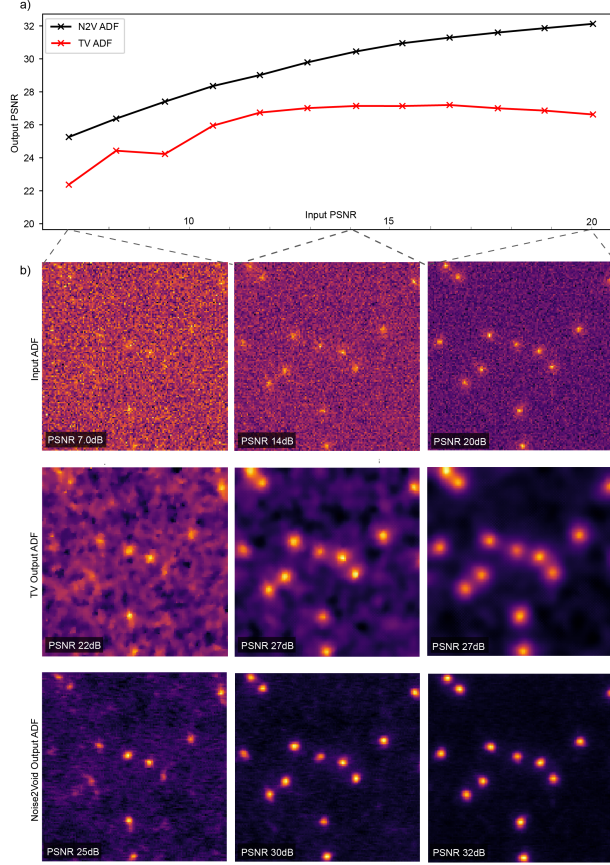 a)
N2V ADF
TV ADF
Output PSNR
32
30
28
26
24
22
20
10
15
20
Input PSNR
b)
Input ADF
PSNR 7.0dB
PSNR 14dB
PSNR 20dB
TV Output ADF
PSNR 22dB
PSNR 27dB
PSNR 27dB
Noise2Void Output ADF
PSNR 25dB
PSNR 30dB
PSNR 32dB